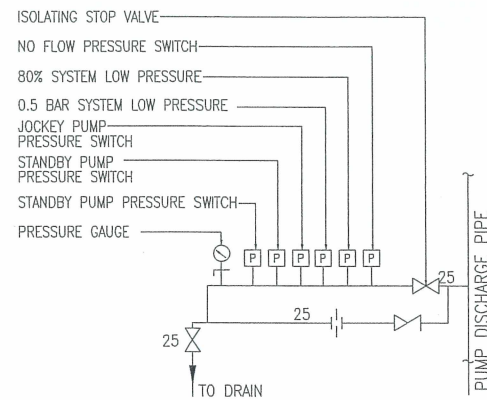 ISOLATING STOP VALVE
NO FLOW PRESSURE SWITCH
80% SYSTEM LOW PRESSURE
0.5 BAR SYSTEM LOW PRESSURE
JOCKEY PUMP
PRESSURE SWITCH
STANDBY PUMP
PRESSURE SWITCH
STANDBY PUMP PRESSURE SWITCH
PRESSURE GAUGE
P P P P P P
25
25
25
TO DRAIN
PUMP DISCHARGE PIPE